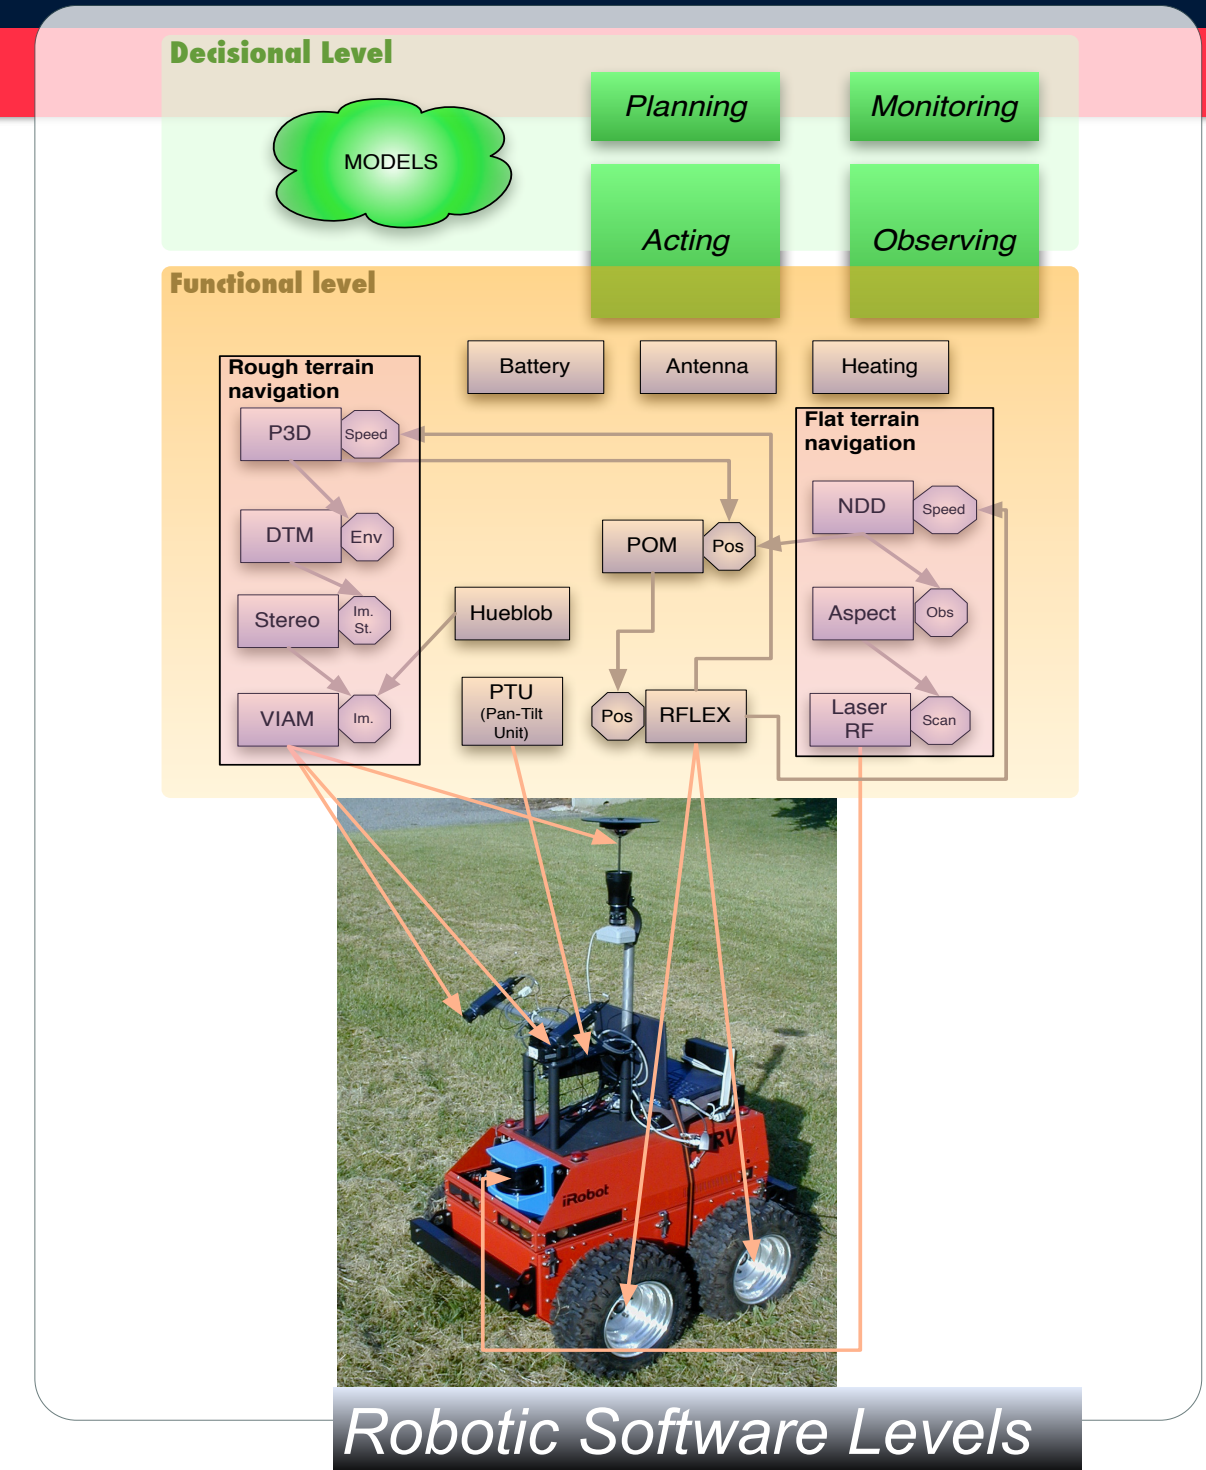 Decisional Level
MODELS
Planning
Monitoring
Acting
Observing
Functional level
Battery
Antenna
Heating
Rough terrain
navigation
P3D
Speed
DTM
Env
Stereo
Im.
St.
VIAM
Im.
Hueblob
PTU
(Pan-Tilt
Unit)
POM
Pos
Pos
RFLEX
Flat terrain
navigation
NDD
Speed
Aspect
Obs
Laser
RF
Scan
iRobot
RV
Robotic Software Levels